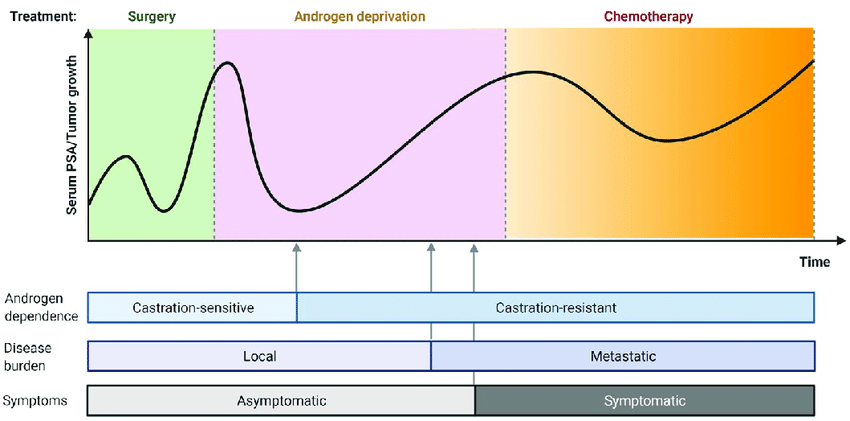 Treatment: Surgery Androgen deprivation Chemotherapy
Serum PSA/Tumor growth
Time
Androgen
dependence
Castration-sensitive Castration-resistant
Disease
burden
Local Metastatic
Symptoms Asymptomatic Symptomatic